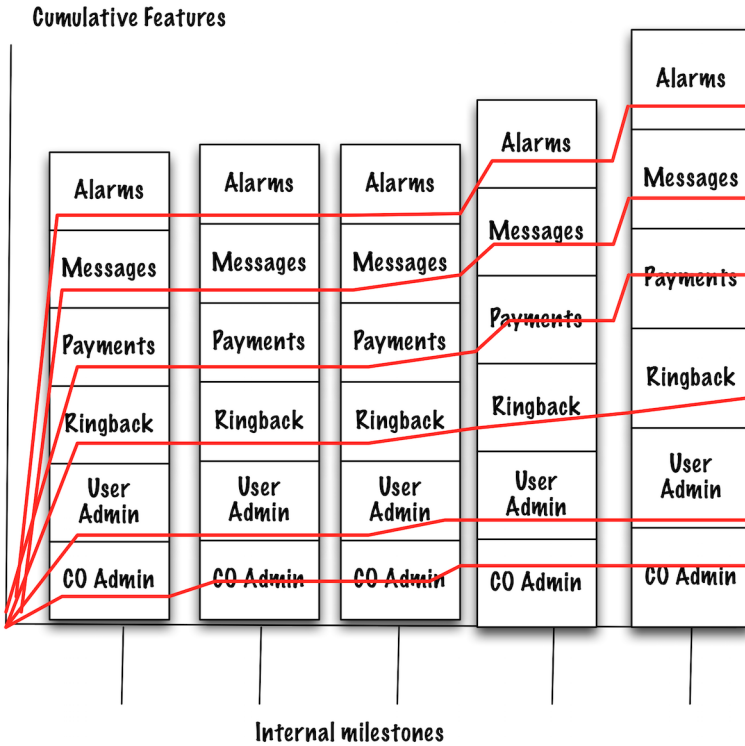 Cumulative Features
Alarms
Messages
Payments
Ringback
User
Admin
CO Admin
Alarms
Messages
Payments
Ringback
User
Admin
CO Admin
Alarms
Messages
Payments
Ringback
User
Admin
CO Admin
Alarms
Messages
Payments
Ringback
User
Admin
CO Admin
Alarms
Messages
Payments
Ringback
User
Admin
CO Admin
Internal milestones